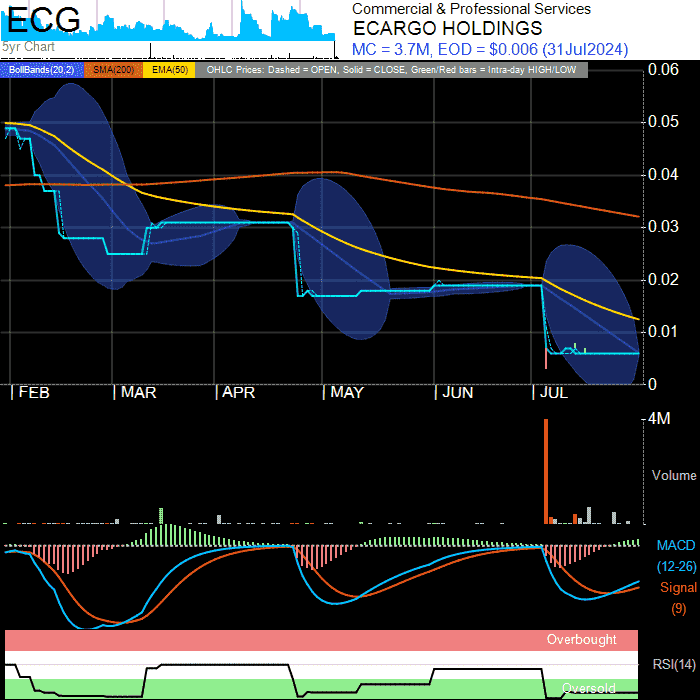 ECG
5yr Chart
Commercial & Professional Services
ECARGO HOLDINGS
MC = 3.7M, EOD = $0.006 (31Jul2024)
BollBands(20,2) SMA(200) EMA(50) OHLC Prices: Dashed = OPEN, Solid = CLOSE, Green/Red bars = Intra-day HIGH/LOW
0.06
0.05
0.04
0.03
0.02
0.01
0
FEB MAR APR MAY JUN JUL
4M
Volume
MACD
(12-26)
Signal
(9)
Overbought
RSI(14)
Oversold